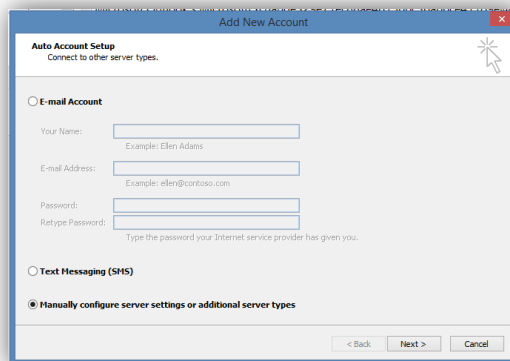 Add New Account
Auto Account Setup
Connect to other server types.
E-mail Account
Your Name:
Example: Ellen Adams
E-mail Address:
Example: ellen@contoso.com
Password:
Retype Password:
Type the password your Internet service provider has given you.
Text Messaging (SMS)
Manually configure server settings or additional server types
< Back Next > Cancel